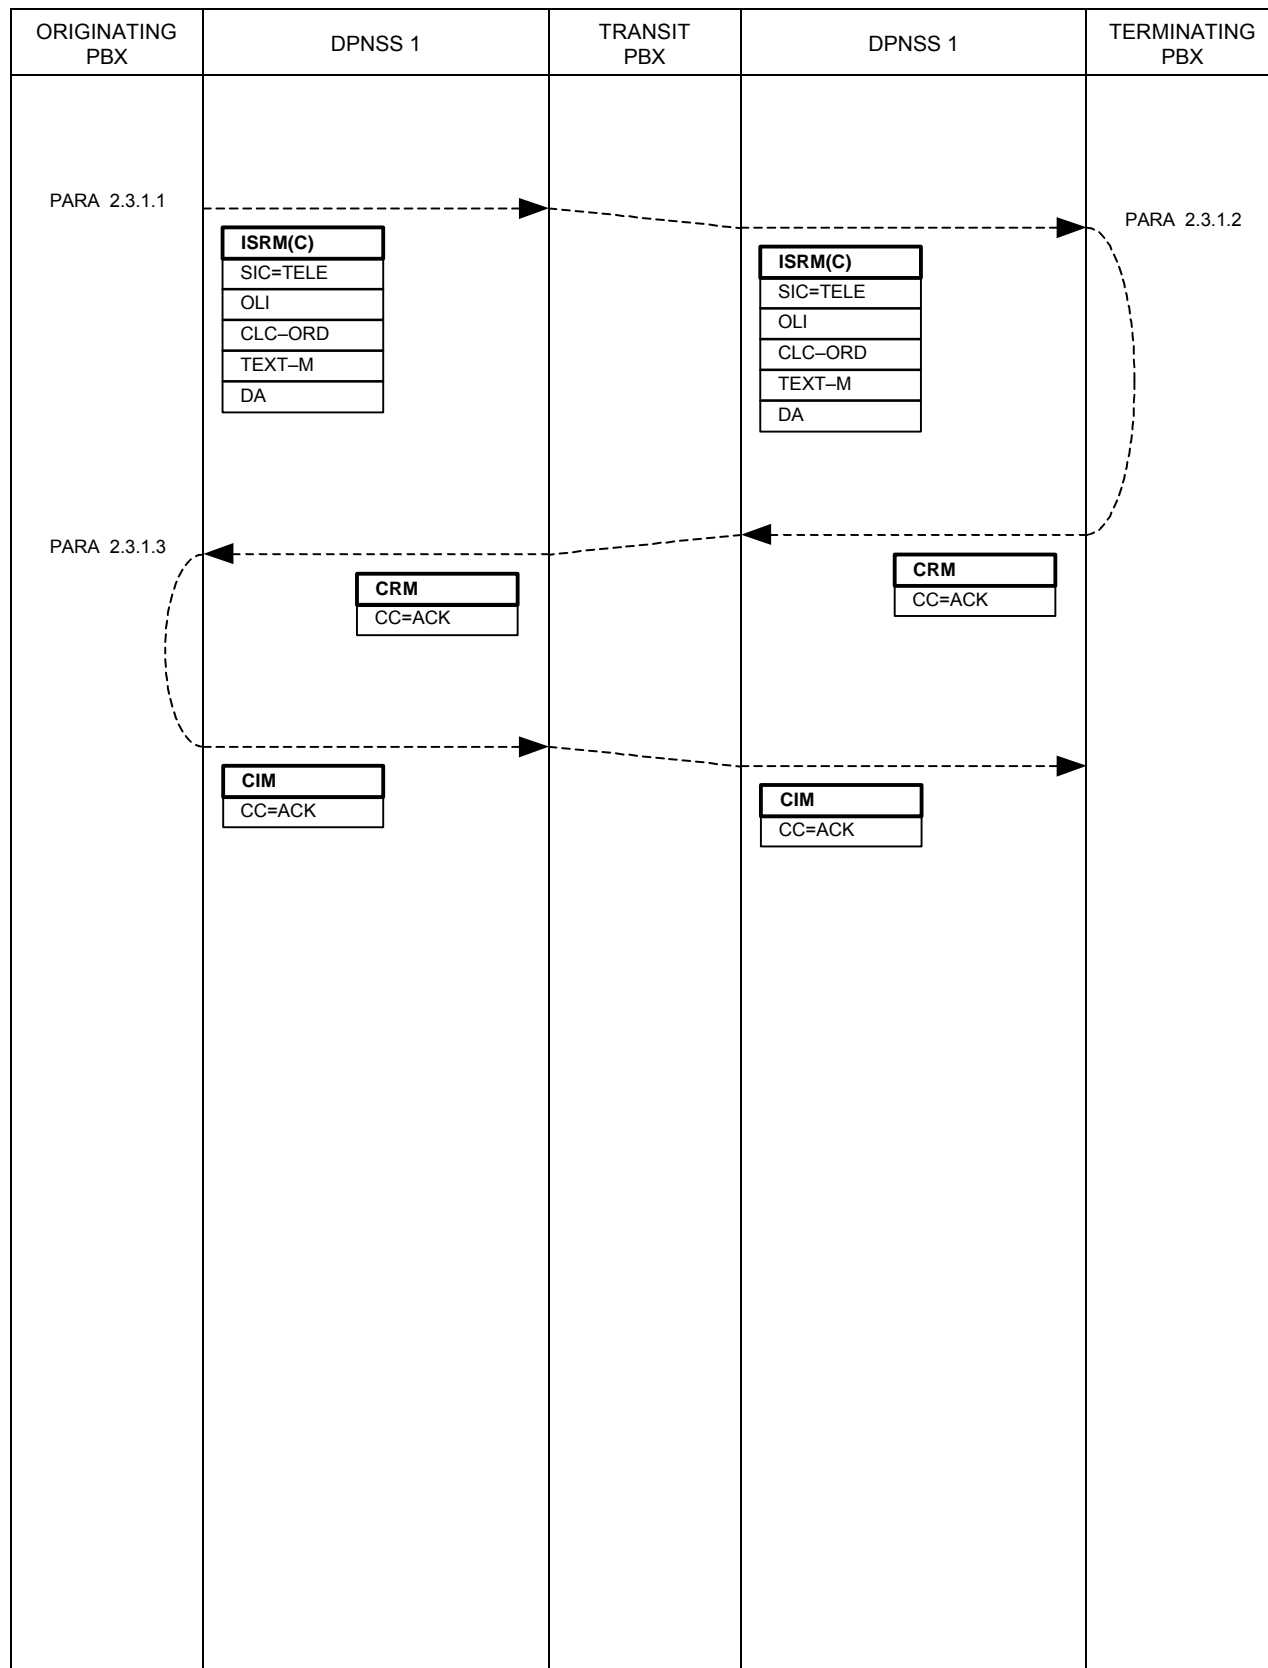 ORIGINATING
PBX
DPNSS 1
TRANSIT
PBX
DPNSS 1
TERMINATING
PBX
PARA 2.3.1.1
PARA 2.3.1.2
ISRM(C)
SIC=TELE
OLI
CLC–ORD
TEXT–M
DA
ISRM(C)
SIC=TELE
OLI
CLC–ORD
TEXT–M
DA
PARA 2.3.1.3
CRM
CC=ACK
CRM
CC=ACK
CIM
CC=ACK
CIM
CC=ACK